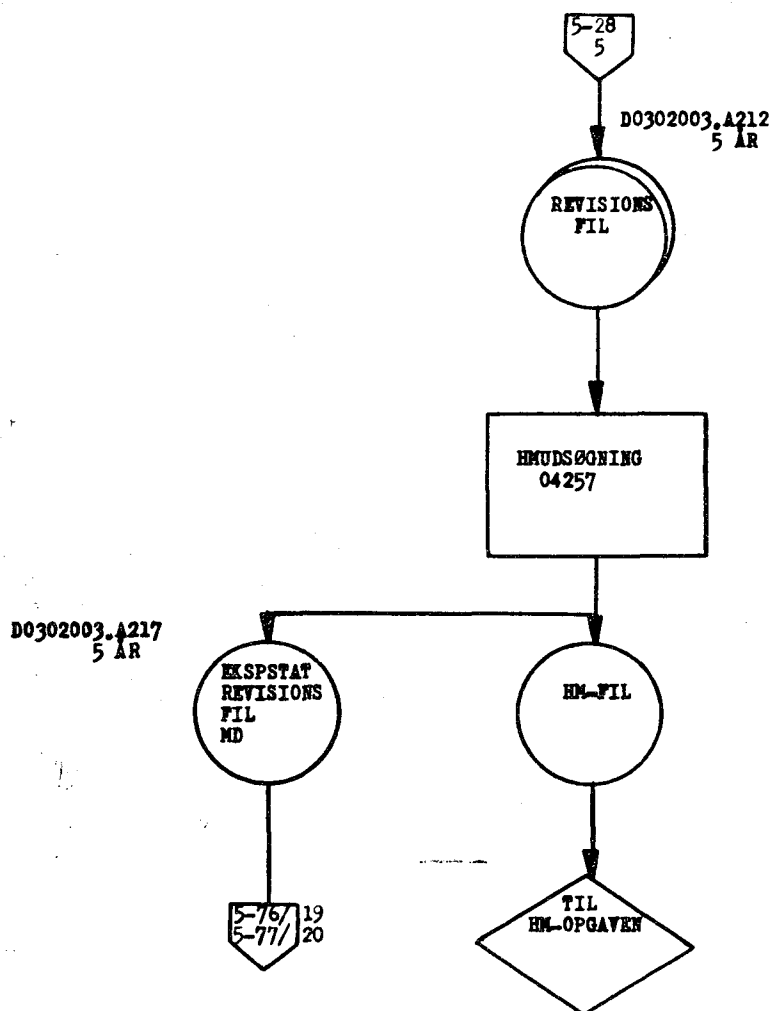 5-28
5
D0302003.A212
5 ÅR
REVISIONS
FIL
HMUDSØGNING
04257
D0302003.A217
5 ÅR
EKSPSTAT
REVISIONS
FIL
MD
HM-FIL
5-76/ 19
5-77/ 20
TIL
HM-OPGAVEN